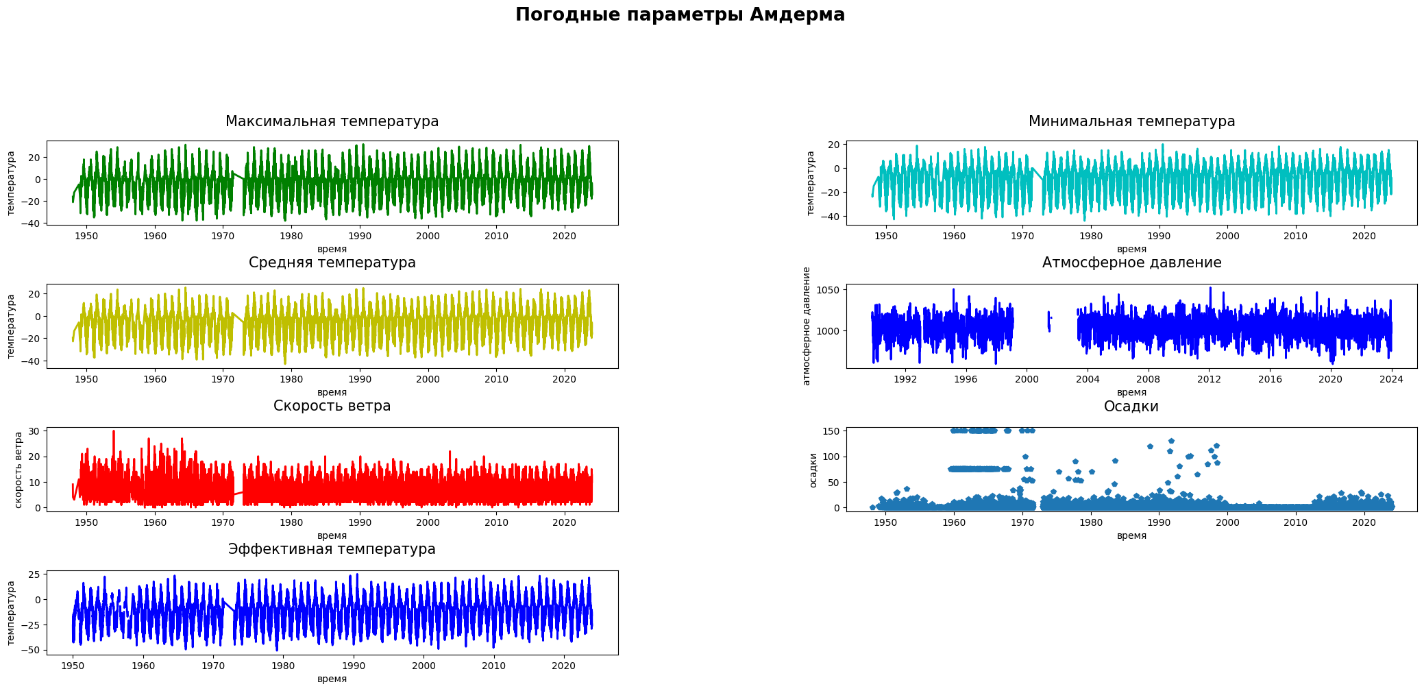 Погодные параметры Амдерма
Максимальная температура
температура
20
0
−20
−40
1950 1960 1970 1980 1990 2000 2010 2020
время
Минимальная температура
температура
20
0
−20
−40
1950 1960 1970 1980 1990 2000 2010 2020
время
Средняя температура
температура
20
0
−20
−40
1950 1960 1970 1980 1990 2000 2010 2020
время
Атмосферное давление
атмосферное давление
1050
1000
1992 1996 2000 2004 2008 2012 2016 2020 2024
время
Скорость ветра
скорость ветра
30
20
10
0
1950 1960 1970 1980 1990 2000 2010 2020
время
Осадки
осадки
150
100
50
0
1950 1960 1970 1980 1990 2000 2010 2020
время
Эффективная температура
температура
25
0
−25
−50
1950 1960 1970 1980 1990 2000 2010 2020
время